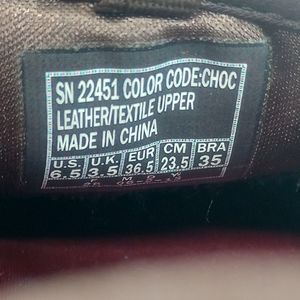 SN 22451 COLOR CODE:CHOC
LEATHER/TEXTILE UPPER
MADE IN CHINA
U.S. U.K. EUR CM BRA
6.5 3.5 36.5 23.5 35